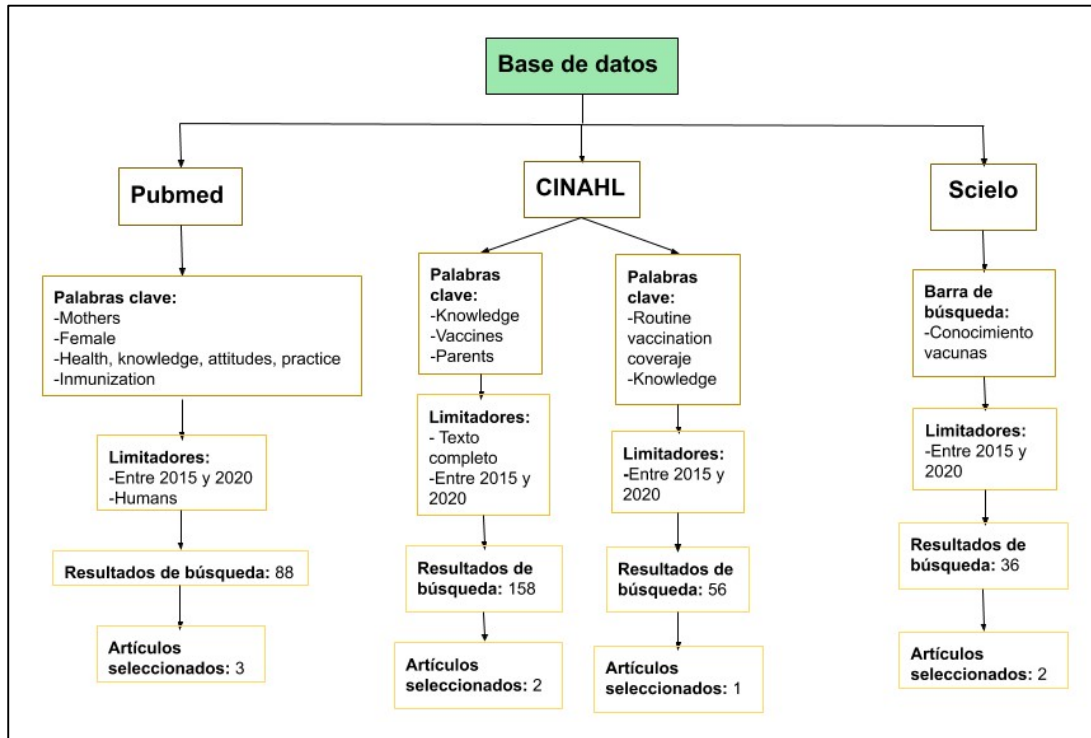 Base de datos
Pubmed
Palabras clave:
-Mothers
-Female
-Health, knowledge, attitudes, practice
-Inmunization
Limitadores:
-Entre 2015 y 2020
-Humans
Resultados de búsqueda: 88
Artículos
seleccionados: 3
CINAHL
Palabras
clave:
-Knowledge
-Vaccines
-Parents
Limitadores:
- Texto
completo
-Entre 2015 y
2020
Resultados de
búsqueda: 158
Artículos
seleccionados: 2
Palabras
clave:
-Routine
vaccination
coveraje
-Knowledge
Limitadores:
-Entre 2015 y
2020
Resultados de
búsqueda: 56
Artículos
seleccionados: 1
Scielo
Barra de
búsqueda:
-Conocimiento
vacunas
Limitadores:
-Entre 2015 y
2020
Resultados de
búsqueda: 36
Artículos
seleccionados: 2